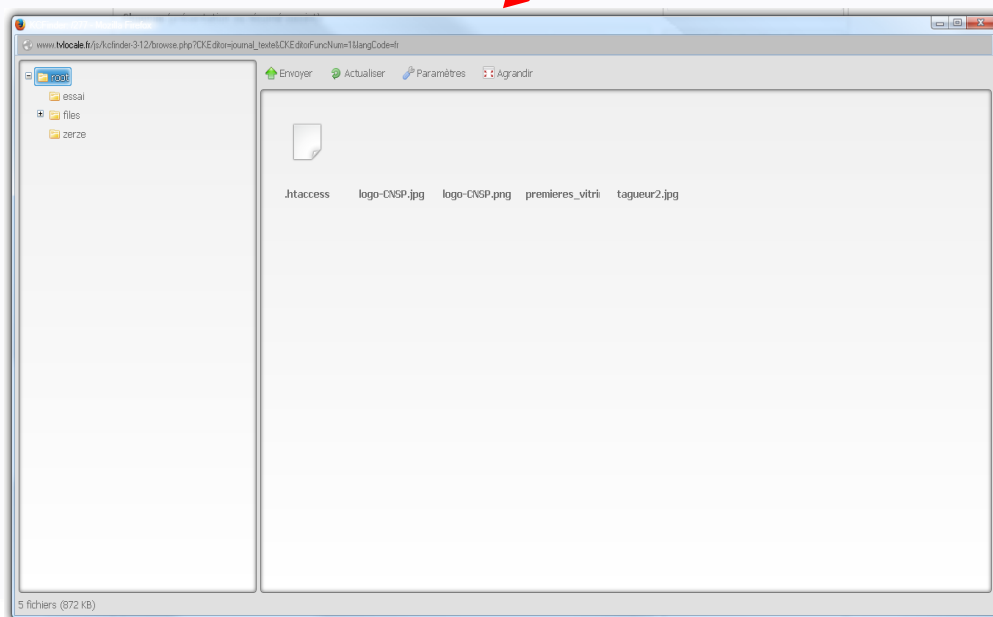 www.tvlocale.fr/js/kcfinder-3-12/browse.php?CKEditor=journal_texte&CKEditorFuncNum=1&langCode=fr
Envoyer Actualiser Paramètres Agrandir
root
essai
files
zerze
.htaccess logo-CNSP.jpg logo-CNSP.png premieres_vitri tagueur2.jpg
5 fichiers (872 KB)